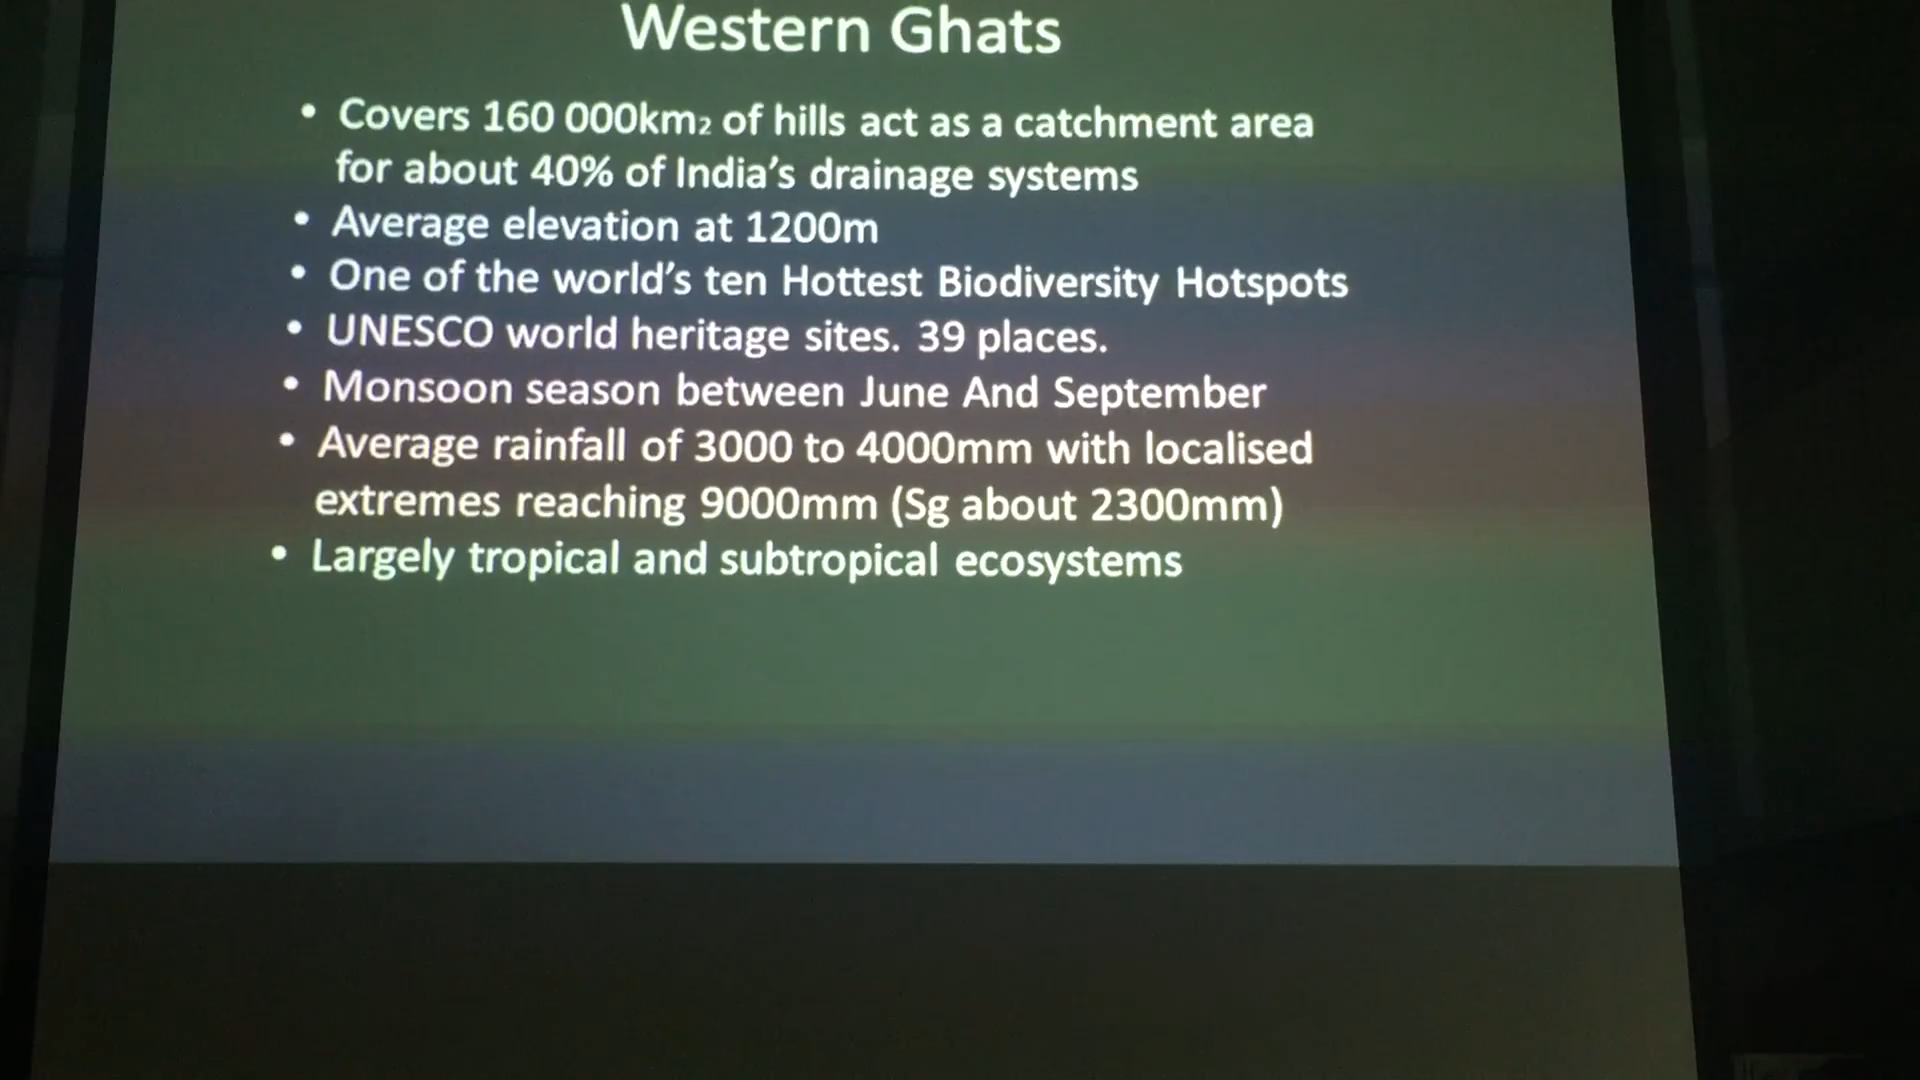 Western Ghats
• Covers 160 000km₂ of hills act as a catchment area
for about 40% of India’s drainage systems
• Average elevation at 1200m
• One of the world’s ten Hottest Biodiversity Hotspots
• UNESCO world heritage sites. 39 places.
• Monsoon season between June And September
• Average rainfall of 3000 to 4000mm with localised
extremes reaching 9000mm (Sg about 2300mm)
• Largely tropical and subtropical ecosystems